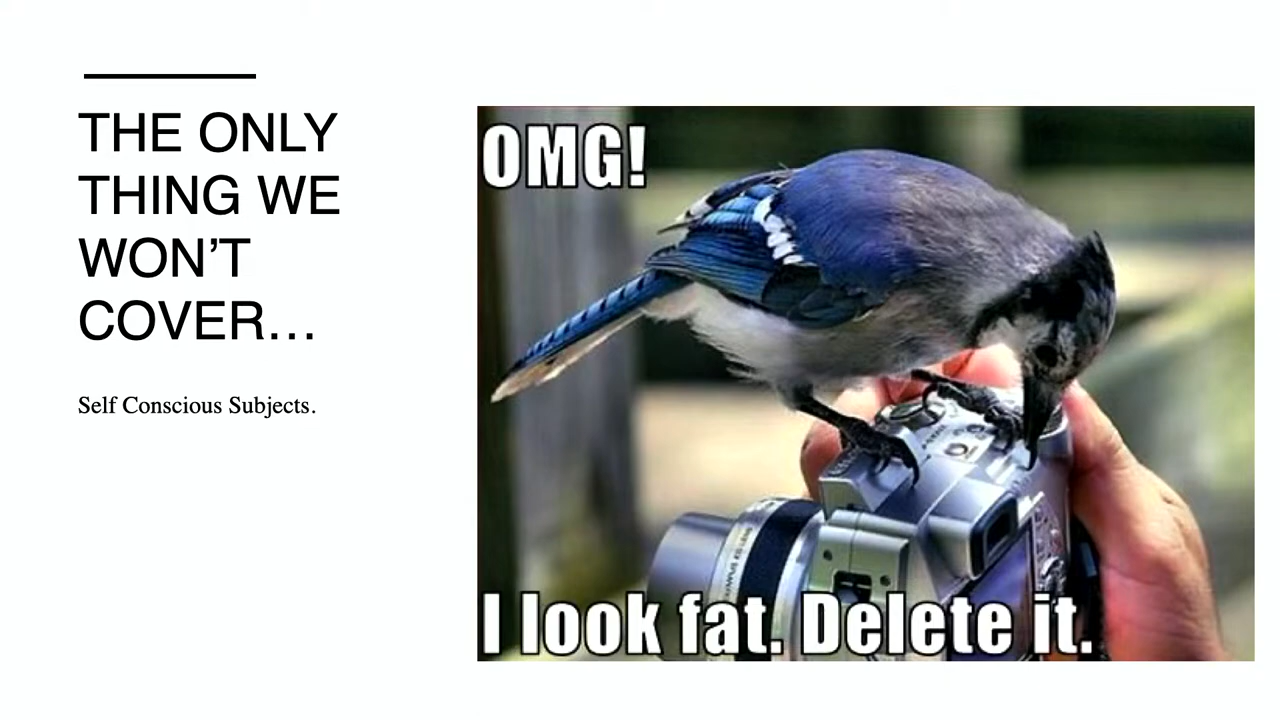 THE ONLY
THING WE
WON’T
COVER…
Self Conscious Subjects.
OMG!
I look fat. Delete it.